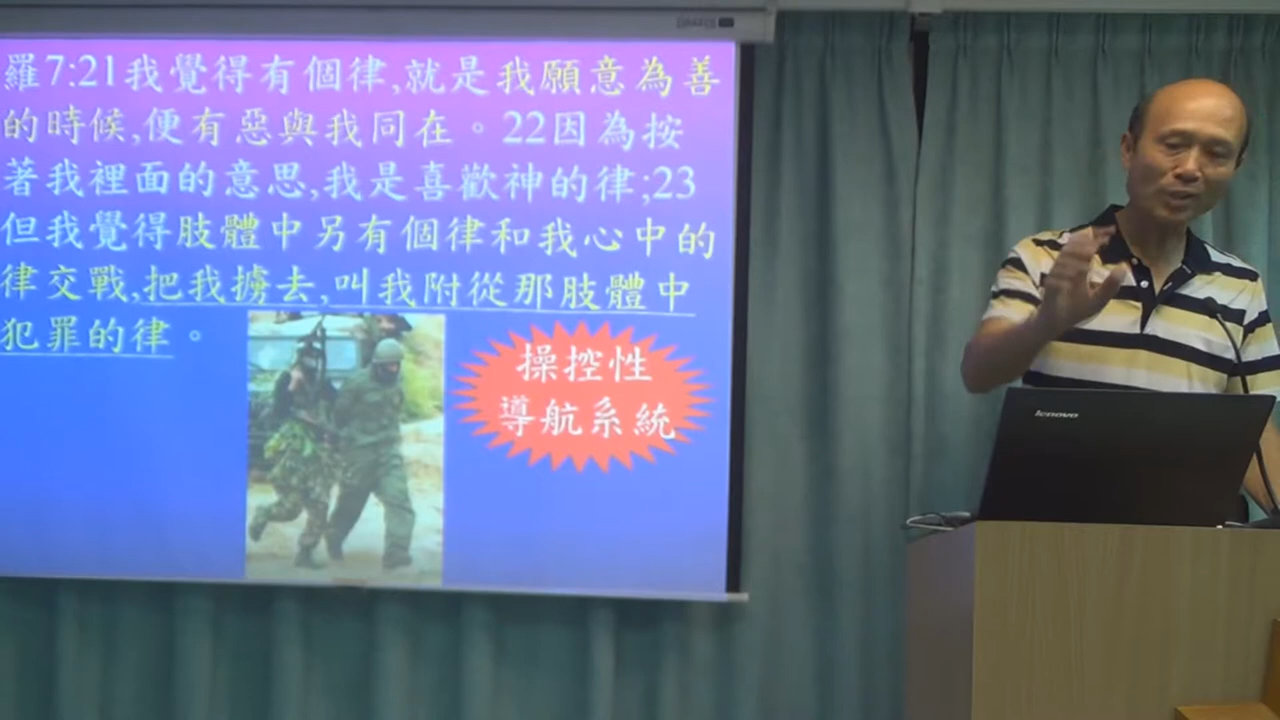 羅7:21我覺得有個律,就是我願意為善
的時候,便有惡與我同在。22因為按
著我裡面的意思,我是喜歡神的律;23
但我覺得肢體中另有個律和我心中的
律交戰,把我擄去,叫我附從那肢體中
犯罪的律。
操控性
導航系統
lenovo